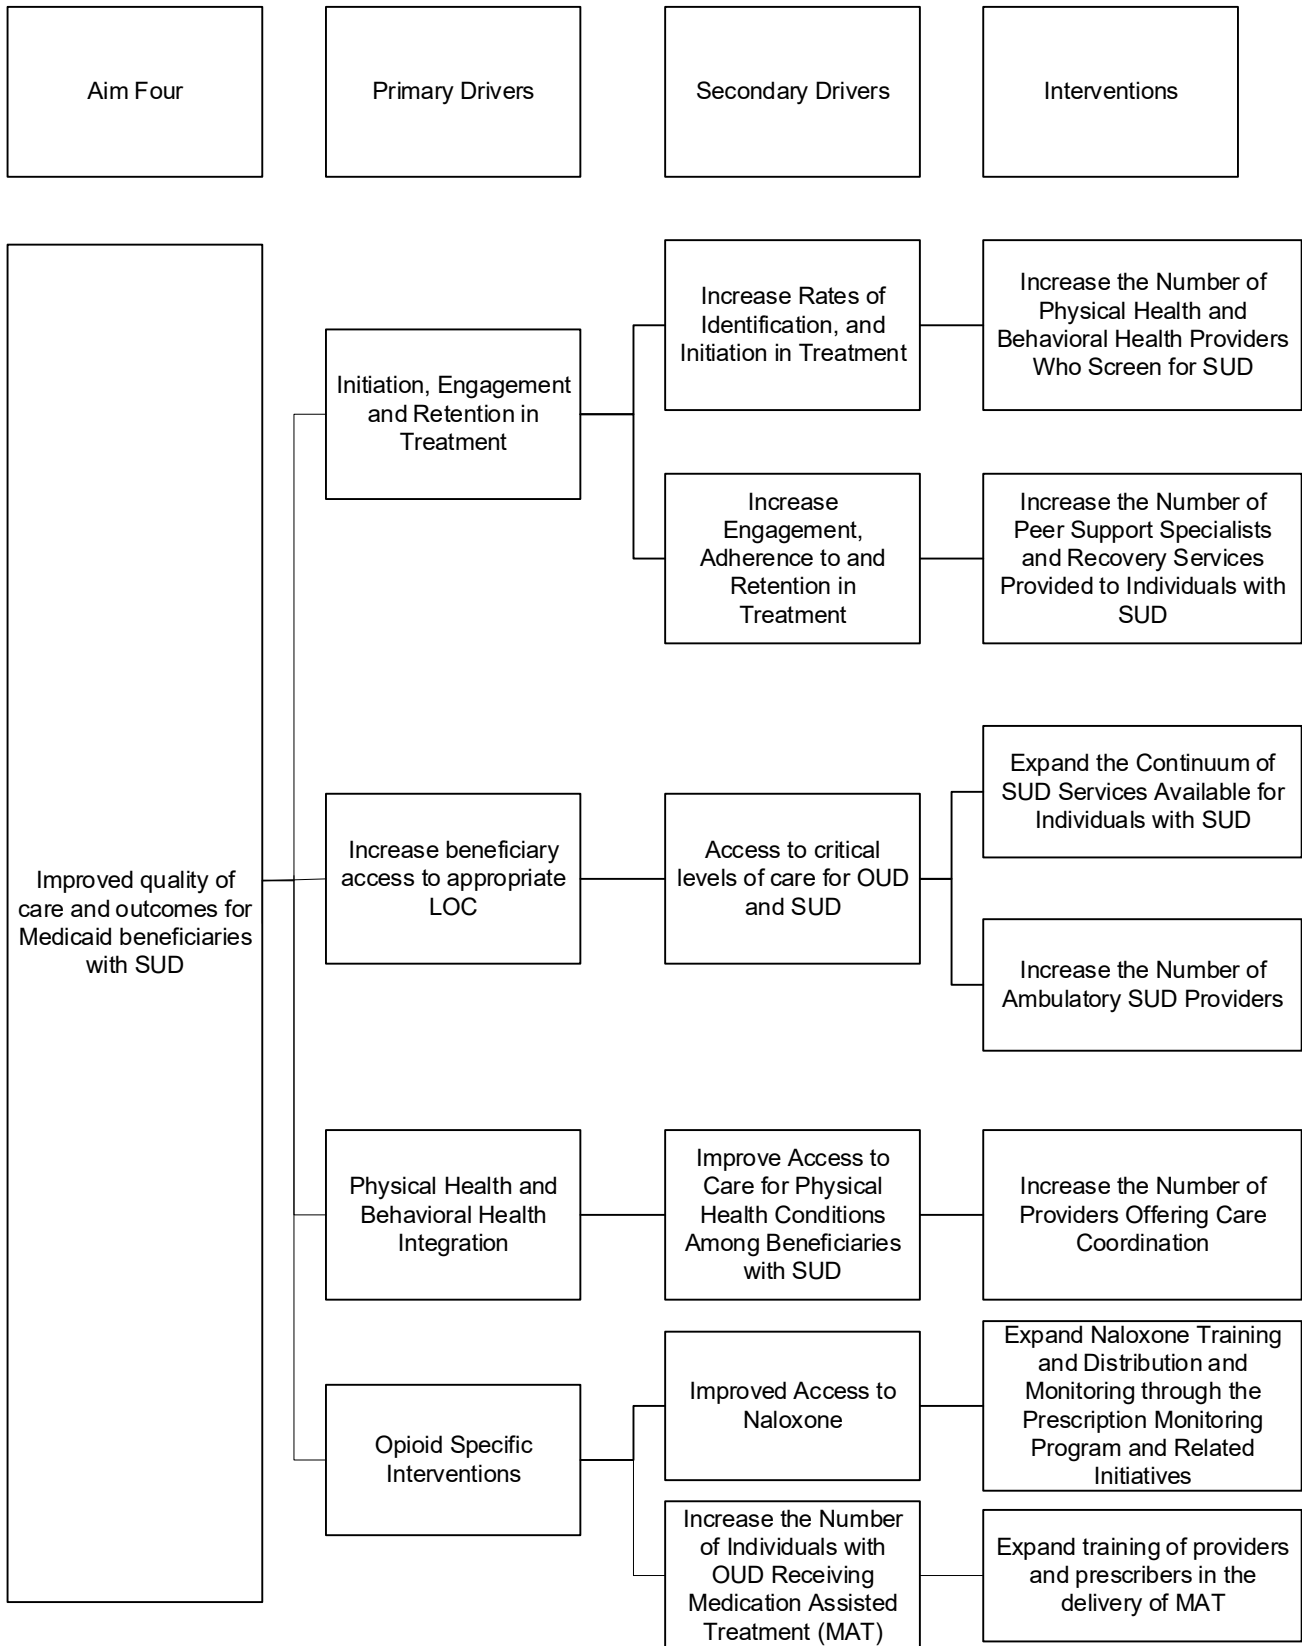 Aim Four
Primary Drivers
Secondary Drivers
Interventions
Improved quality of
care and outcomes for
Medicaid beneficiaries
with SUD
Initiation, Engagement
and Retention in
Treatment
Increase Rates of
Identification, and
Initiation in Treatment
Increase the Number of
Physical Health and
Behavioral Health Providers
Who Screen for SUD
Increase
Engagement,
Adherence to and
Retention in
Treatment
Increase the Number of
Peer Support Specialists
and Recovery Services
Provided to Individuals with
SUD
Increase beneficiary
access to appropriate
LOC
Access to critical
levels of care for OUD
and SUD
Expand the Continuum of
SUD Services Available for
Individuals with SUD
Increase the Number of
Ambulatory SUD Providers
Physical Health and
Behavioral Health
Integration
Improve Access to
Care for Physical
Health Conditions
Among Beneficiaries
with SUD
Increase the Number of
Providers Offering Care
Coordination
Opioid Specific
Interventions
Improved Access to
Naloxone
Expand Naloxone Training
and Distribution and
Monitoring through the
Prescription Monitoring
Program and Related
Initiatives
Increase the Number
of Individuals with
OUD Receiving
Medication Assisted
Treatment (MAT)
Expand training of providers
and prescribers in the
delivery of MAT